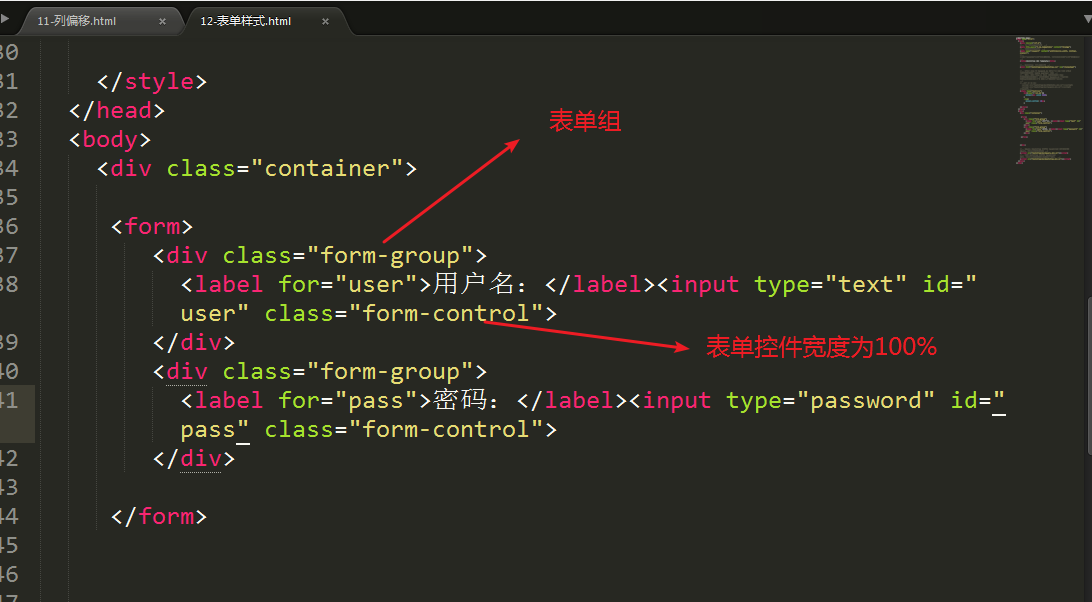 11-列偏移.html × 12-表单样式.html ×
30
31 </style>
32 </head>
表单组
33 <body>
34 <div class="container">
35
36 <form>
37 <div class="form-group">
38 <label for="user">用户名：</label><input type="text" id="
user" class="form-control">
39 </div>
表单控件宽度为100%
40 <div class="form-group">
41 <label for="pass">密码：</label><input type="password" id="
pass" class="form-control">
42 </div>
43
44 </form>
45
46
47